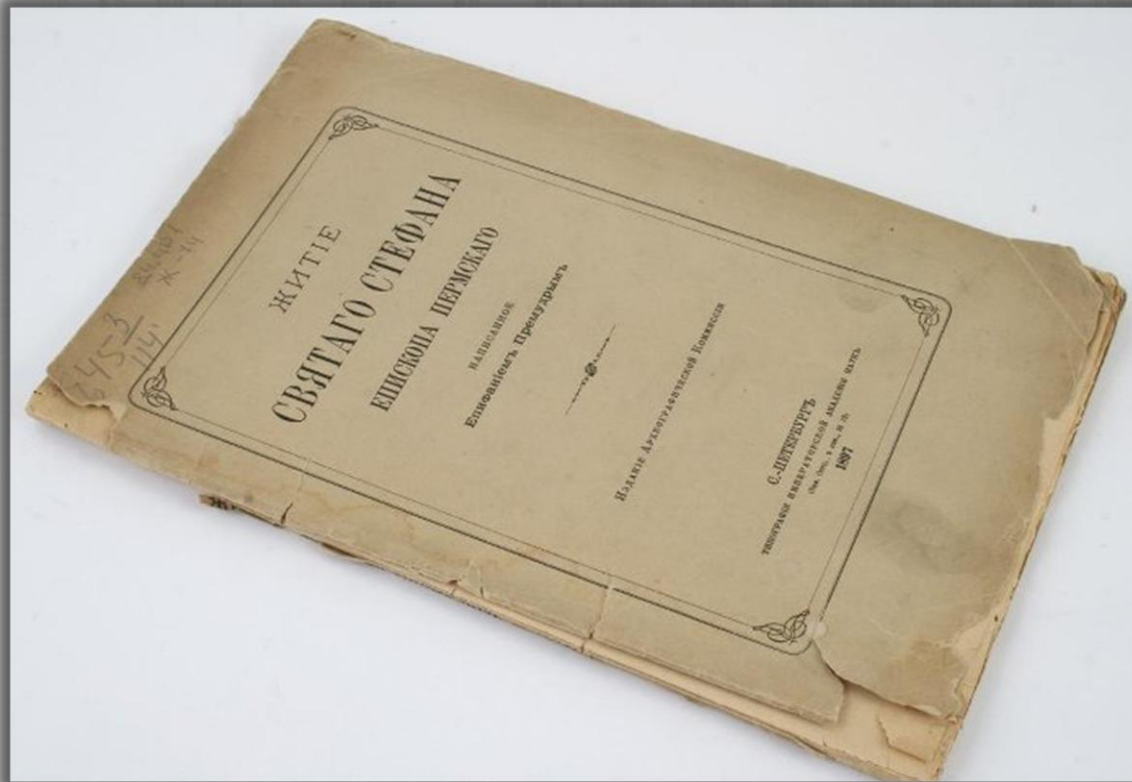 ЖИТІЕ
СВЯТАГО СТЕФАНА
ЕПИСКОПА ПЕРМСКАГО
НАПИСАННОЕ
Епифаніемъ Премудрымъ
Изданіе Археографической Коммиссіи
С.-ПЕТЕРБУРГЪ
ТИПОГРАФІЯ ИМПЕРАТОРСКОЙ АКАДЕМІИ НАУКЪ
1897